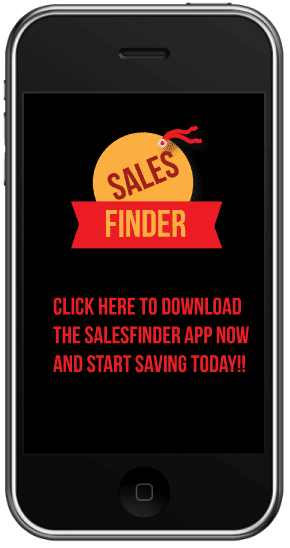 SALES
FINDER
CLICK HERE TO DOWNLOAD
THE SALESFINDER APP NOW
AND START SAVING TODAY!!